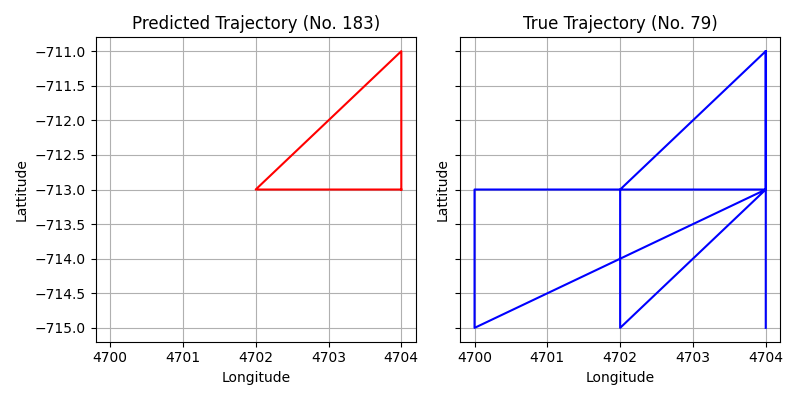 Predicted Trajectory (No. 183)
True Trajectory (No. 79)
Lattitude
−711.0
−711.5
−712.0
−712.5
−713.0
−713.5
−714.0
−714.5
−715.0
4700 4701 4702 4703 4704
Longitude
Lattitude
4700 4701 4702 4703 4704
Longitude